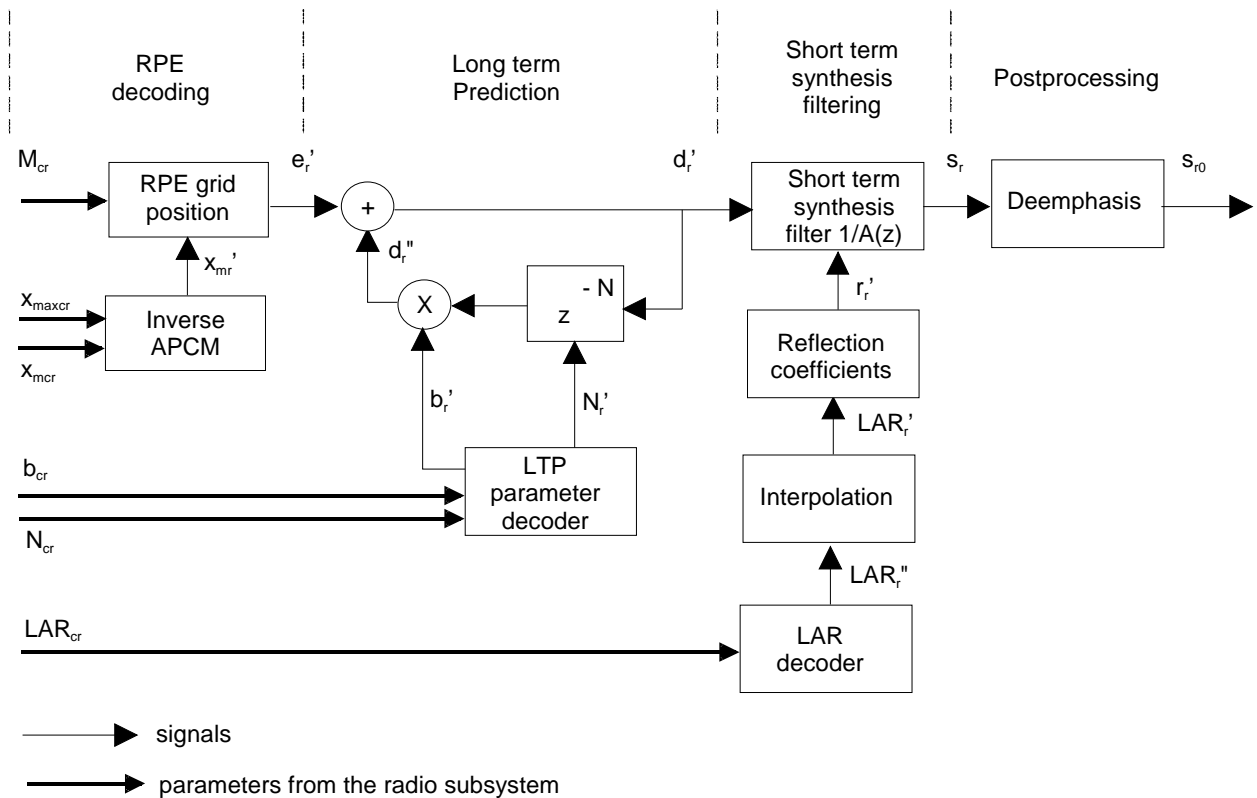 RPE
decoding
Long term
Prediction
Short term
synthesis
filtering
Postprocessing
M_cr
RPE grid
position
e_r'
+
d_r'
Short term
synthesis
filter 1/A(z)
s_r
Deemphasis
s_r0
x_mr'
d_r''
x_maxcr
x_mcr
Inverse
APCM
X
z - N
r_r'
Reflection
coefficients
b_r'
N_r'
LAR_r'
b_cr
N_cr
LTP
parameter
decoder
Interpolation
LAR_r''
LAR_cr
LAR
decoder
signals
parameters from the radio subsystem